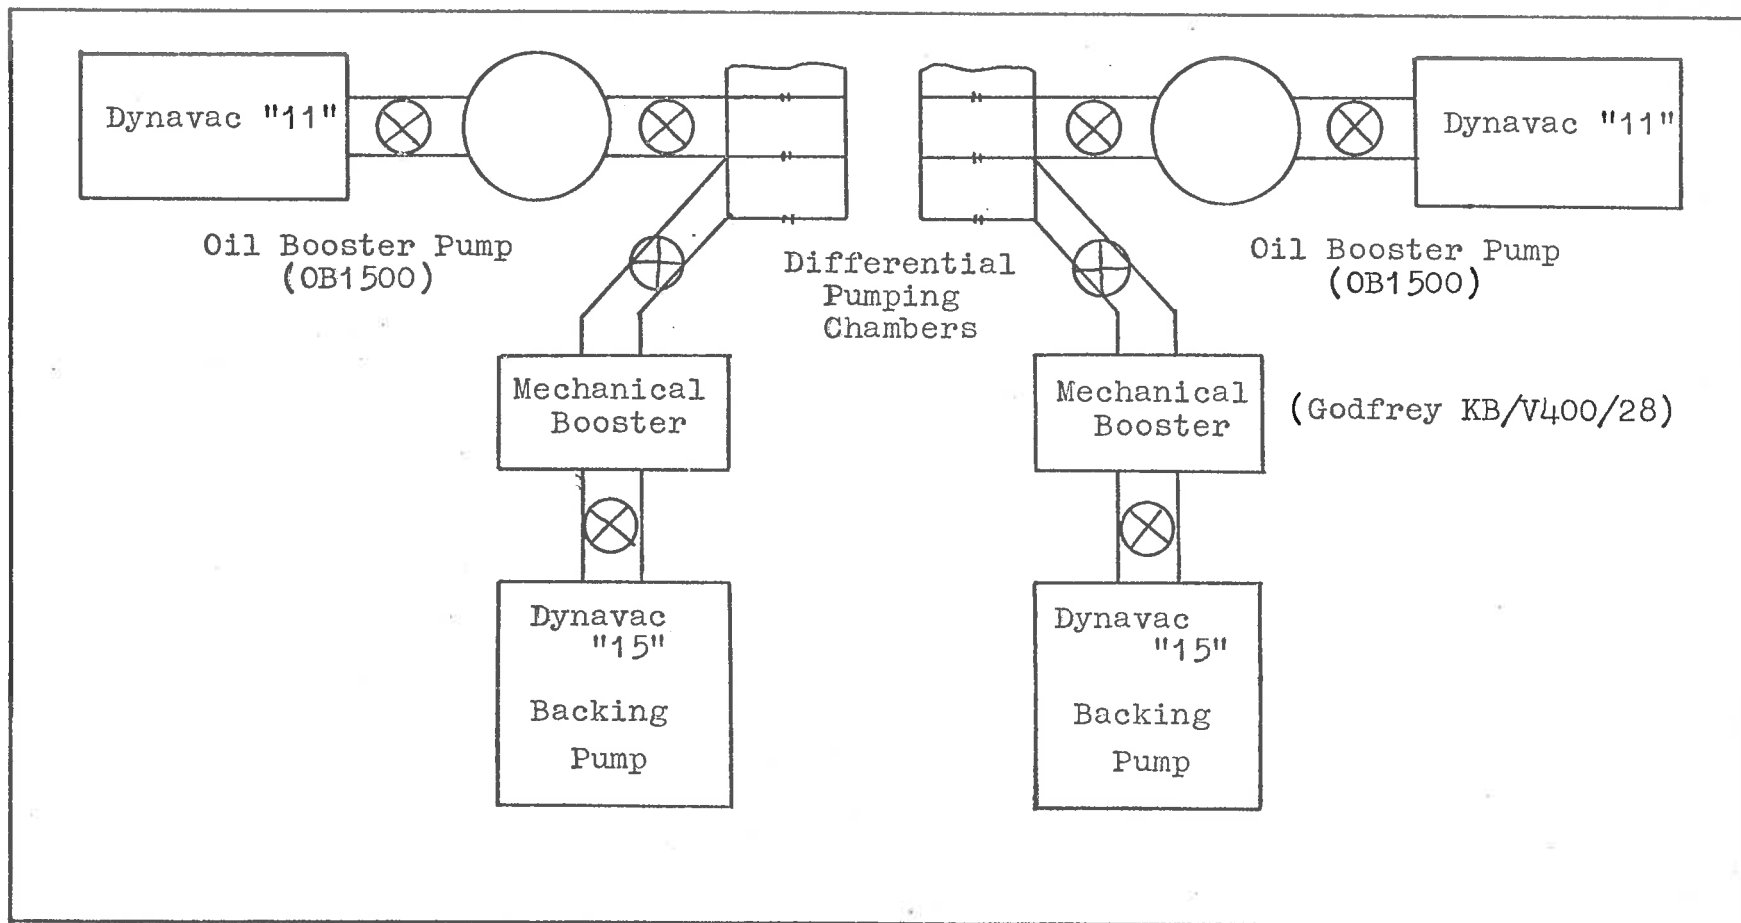 Dynavac "11"
Dynavac "11"
Oil Booster Pump
(OB1500)
Differential
Pumping
Chambers
Oil Booster Pump
(OB1500)
Mechanical
Booster
Mechanical
Booster
(Godfrey KB/V400/28)
Dynavac
"15"
Backing
Pump
Dynavac
"15"
Backing
Pump